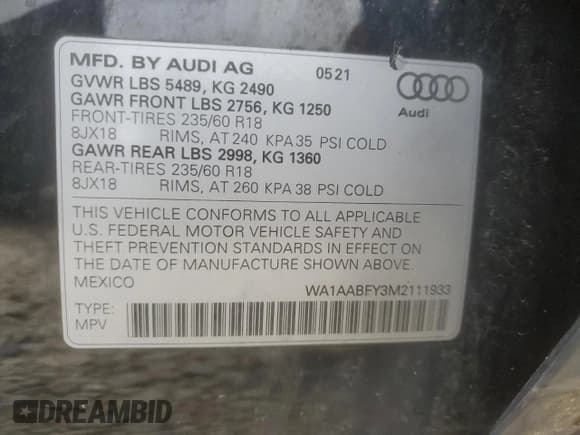 MFD. BY AUDI AG 05 21
GVWR LBS 5489, KG 2490
GAWR FRONT LBS 2756, KG 1250
FRONT-TIRES 235/60 R18
8JX18 RIMS, AT 240 KPA 35 PSI COLD
GAWR REAR LBS 2998, KG 1360
REAR-TIRES 235/60 R18
8JX18 RIMS, AT 260 KPA 38 PSI COLD
Audi
THIS VEHICLE CONFORMS TO ALL APPLICABLE
U.S. FEDERAL MOTOR VEHICLE SAFETY AND
THEFT PREVENTION STANDARDS IN EFFECT ON
THE DATE OF MANUFACTURE SHOWN ABOVE.
MEXICO WA1AABFY3M2111933
TYPE:
MPV
DREAMBID